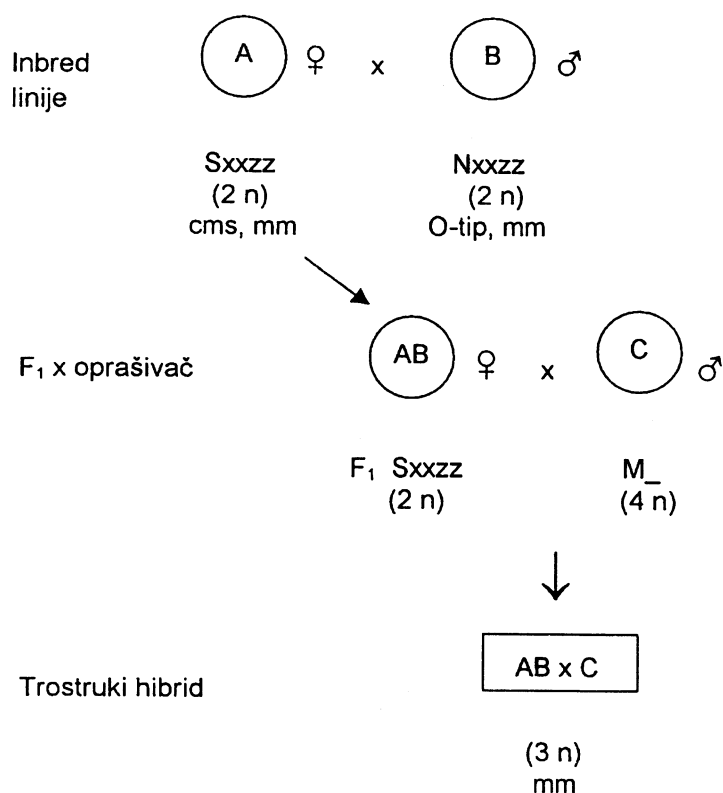 Inbred linije
A ♀ x B ♂
Sxxzz Nxxzz
(2 n) (2 n)
cms, mm O-tip, mm
AB ♀ x C ♂
F₁ x oprašivač
F₁ Sxxzz M_
(2 n) (4 n)
AB x C
Trostruki hibrid
(3 n)
mm